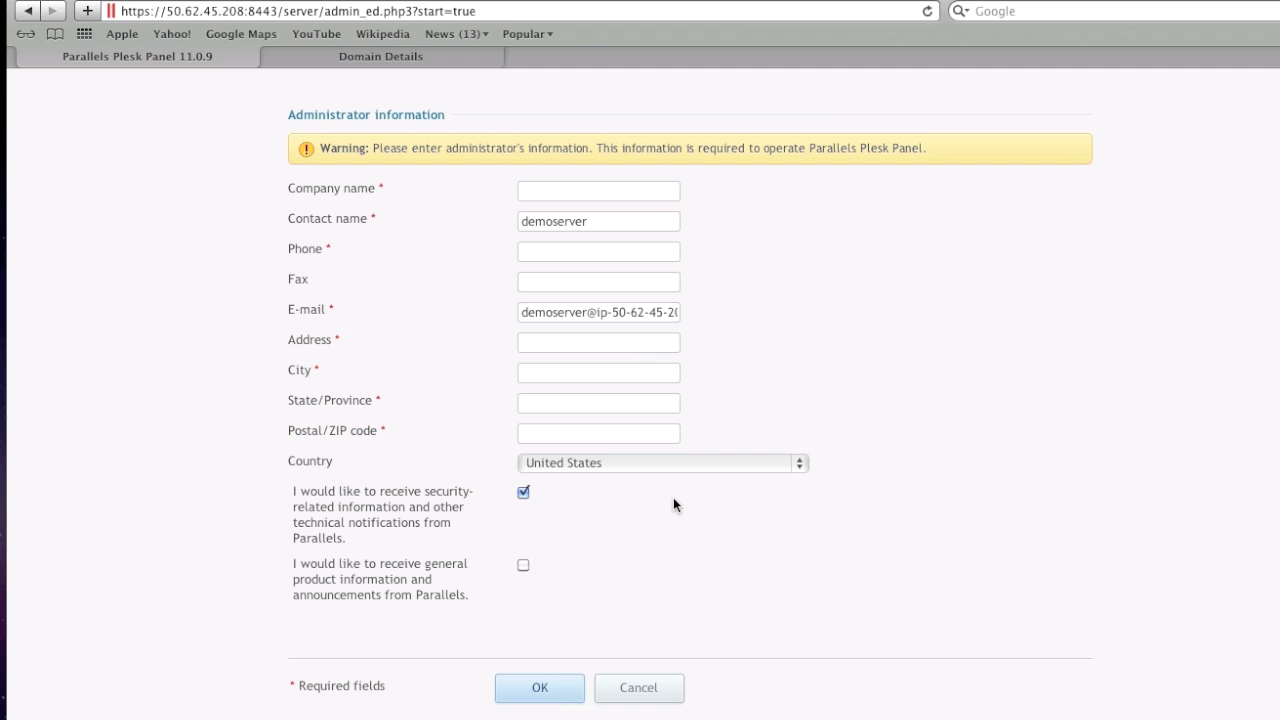 https://50.62.45.208:8443/server/admin_ed.php3?start=true
Google
Apple Yahoo! Google Maps YouTube Wikipedia News (13) Popular
Parallels Plesk Panel 11.0.9 Domain Details
Administrator information
Warning: Please enter administrator's information. This information is required to operate Parallels Plesk Panel.
Company name *
Contact name * demoserver
Phone *
Fax
E-mail * demoserver@ip-50-62-45-20
Address *
City *
State/Province *
Postal/ZIP code *
Country United States
I would like to receive security-
related information and other
technical notifications from
Parallels.
I would like to receive general
product information and
announcements from Parallels.
* Required fields OK Cancel